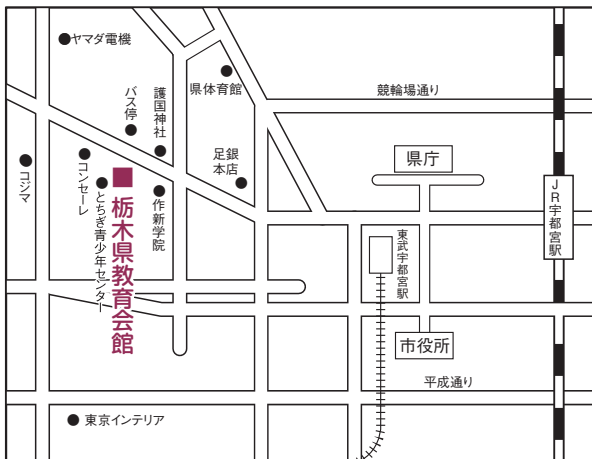 ヤマダ電機
県体育館
競輪場通り
バス停
護国神社
足銀
本店
県庁
コジマ
コンセーレ
とちぎ青少年センター
栃木県教育会館
作新学院
東武宇都宮駅
JR宇都宮駅
市役所
平成通り
東京インテリア